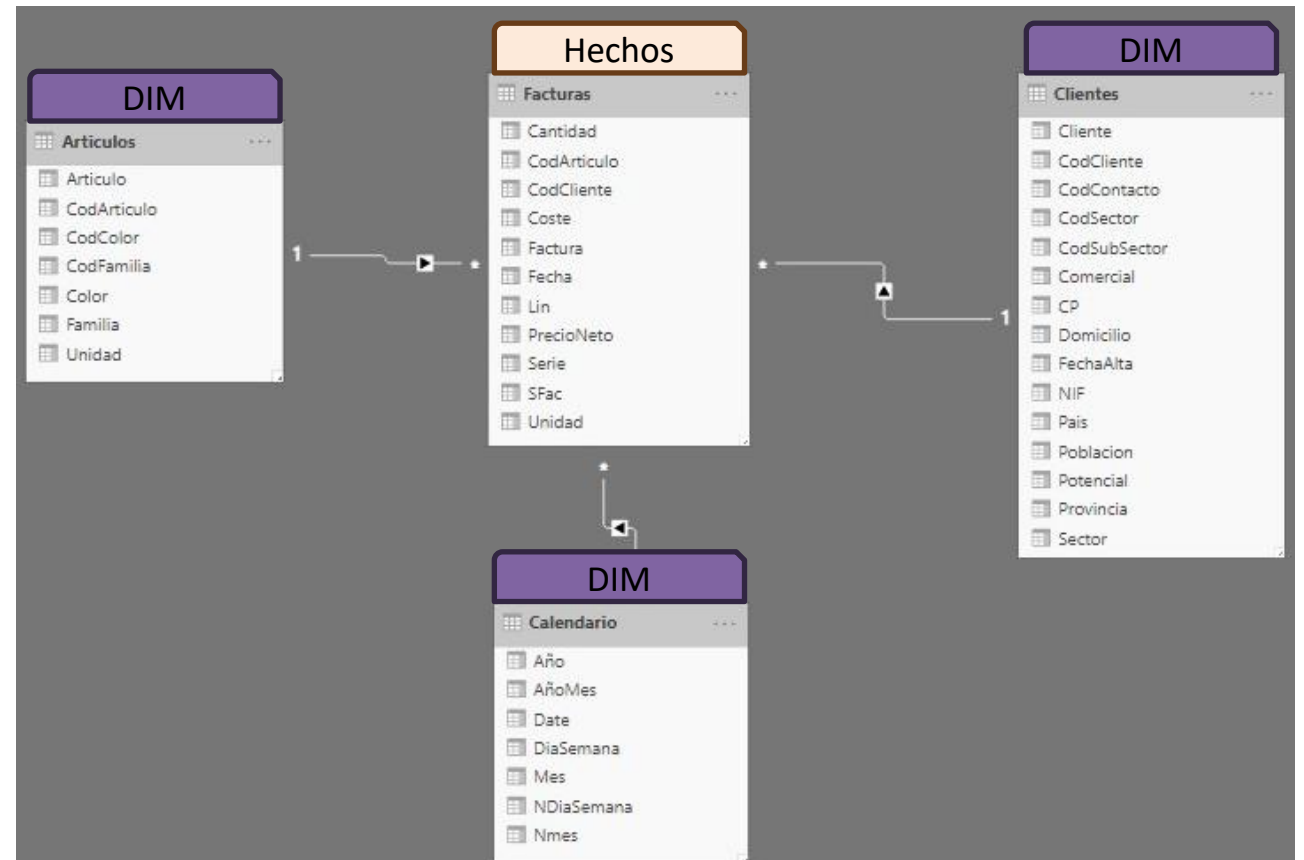 DIM
Articulos
Articulo
CodArticulo
CodColor
CodFamilia
Color
Familia
Unidad
1
*
Hechos
Facturas
Cantidad
CodArticulo
CodCliente
Coste
Factura
Fecha
Lin
PrecioNeto
Serie
SFac
Unidad
*
1
DIM
Clientes
Cliente
CodCliente
CodContacto
CodSector
CodSubSector
Comercial
CP
Domicilio
FechaAlta
NIF
Pais
Poblacion
Potencial
Provincia
Sector
*
DIM
Calendario
Año
AñoMes
Date
DiaSemana
Mes
NDiaSemana
Nmes